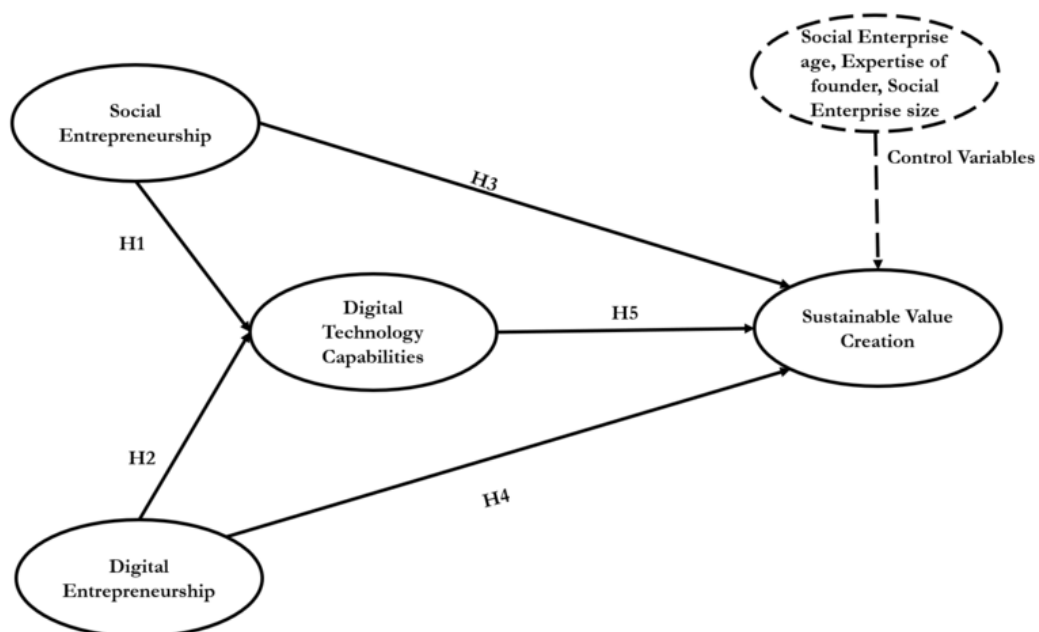 Social Enterprise
age, Expertise of
founder, Social
Enterprise size
Social
Entrepreneurship
Control Variables
H3
H1
Digital
Technology
Capabilities
H5
Sustainable Value
Creation
H2
H4
Digital
Entrepreneurship